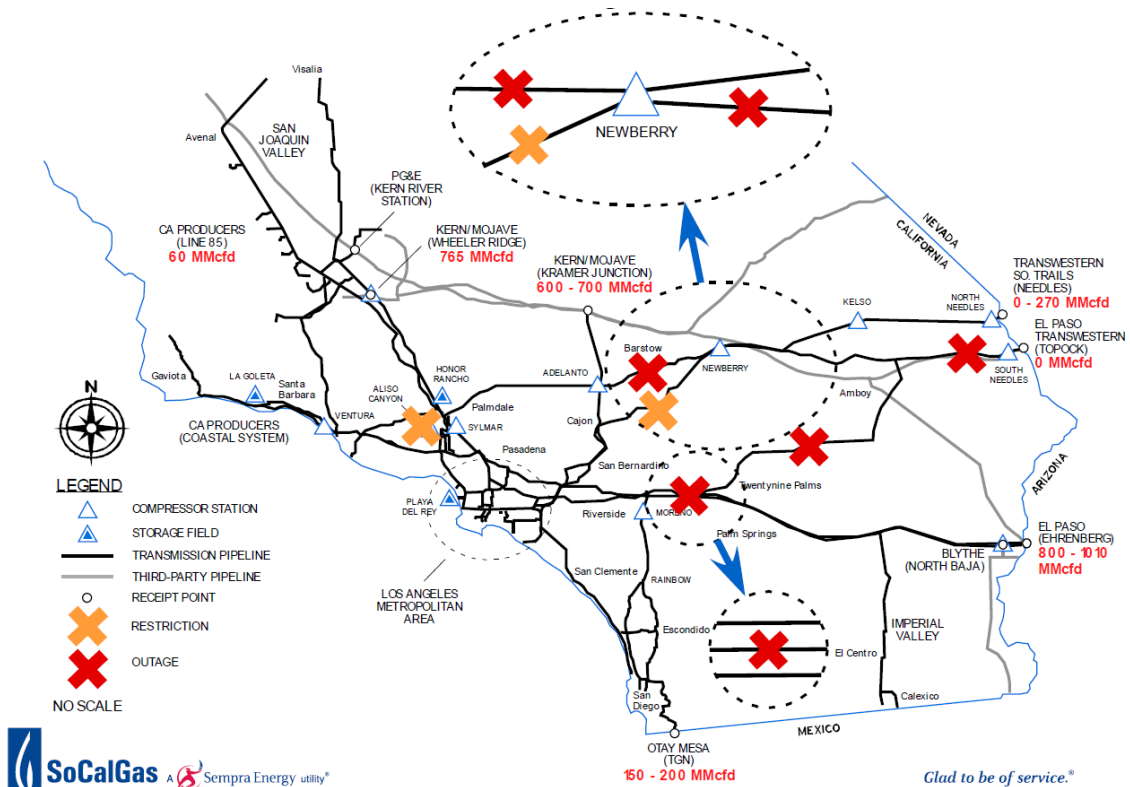 Visalia
Avenal
SAN
JOAQUIN
VALLEY
PG&E
(KERN RIVER
STATION)
CA PRODUCERS
(LINE 85)
60 MMcfd
KERN/MOJAVE
(WHEELER RIDGE)
765 MMcfd
KERN/MOJAVE
(KRAMER JUNCTION)
600 - 700 MMcfd
NEWBERRY
NEVADA
CALIFORNIA
TRANSWESTERN
SO. TRAILS
(NEEDLES)
0 - 270 MMcfd
EL PASO
TRANSWESTERN
(TOPOCK)
0 MMcfd
KELSO
NORTH
NEEDLES
SOUTH
NEEDLES
Barstow
NEWBERRY
ADELANTO
Amboy
Cajon
Gaviota
LA GOLETA
Santa
Barbara
VENTURA
CA PRODUCERS
(COASTAL SYSTEM)
ALISO
CANYON
HONOR
RANCHO
Palmdale
SYLMAR
Pasadena
San Bernardino
Twentynine Palms
PLAYA
DEL REY
Riverside
MORENO
Palm Springs
ARIZONA
EL PASO
(EHRENBERG)
800 - 1010
MMcfd
BLYTHE
(NORTH BAJA)
San Clemente
RAINBOW
LOS ANGELES
METROPOLITAN
AREA
Escondido
El Centro
IMPERIAL
VALLEY
Calexico
San
Diego
MEXICO
OTAY MESA
(TGN)
150 - 200 MMcfd
N
LEGEND
COMPRESSOR STATION
STORAGE FIELD
TRANSMISSION PIPELINE
THIRD-PARTY PIPELINE
RECEIPT POINT
RESTRICTION
OUTAGE
NO SCALE
SoCalGas
A Sempra Energy utility®
Glad to be of service.®